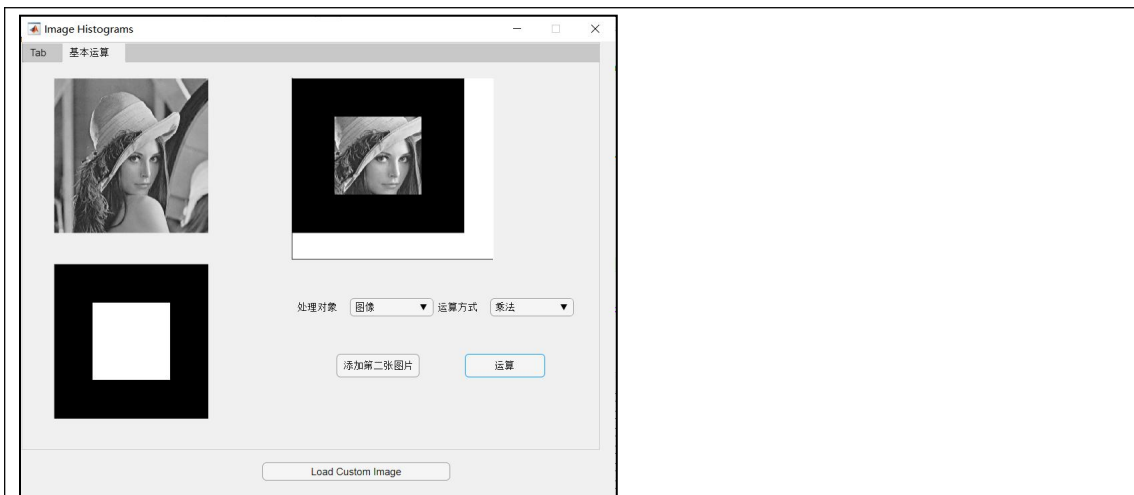 Image Histograms
Tab 基本运算
处理对象 图像 运算方式 乘法
添加第二张图片 运算
Load Custom Image